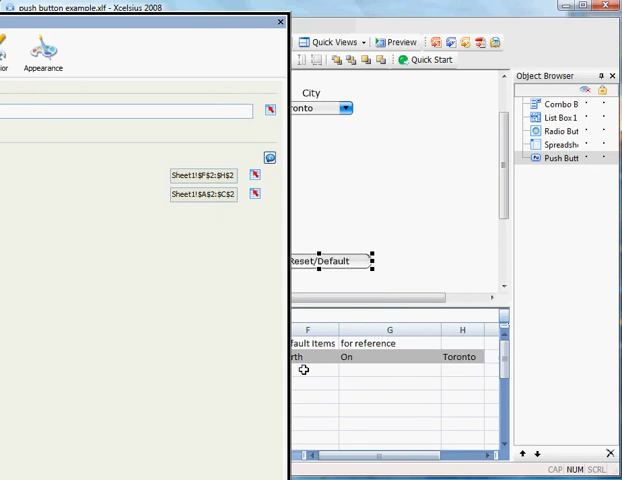 push button example.xlf - Xcelsius 2008
Appearance
Quick Views
Preview
Quick Start
City
ronto
Sheet1!$F$2:$H$2
Sheet1!$A$2:$C$2
Reset/Default
Object Browser
Combo B
List Box 1
Radio But
Spreadshe
Push Butt
F G H
fault Items for reference
rth On Toronto
CAP NUM SCRL